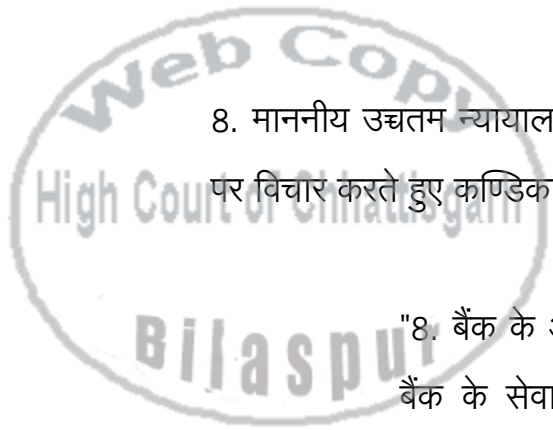 Web Copy
8. माननीय उच्चतम न्यायाल
High Court of Chhattisgarh
पर विचार करते हुए कण्डिका
Bilaspur
"8. बैंक के अ
बैंक के सेवा